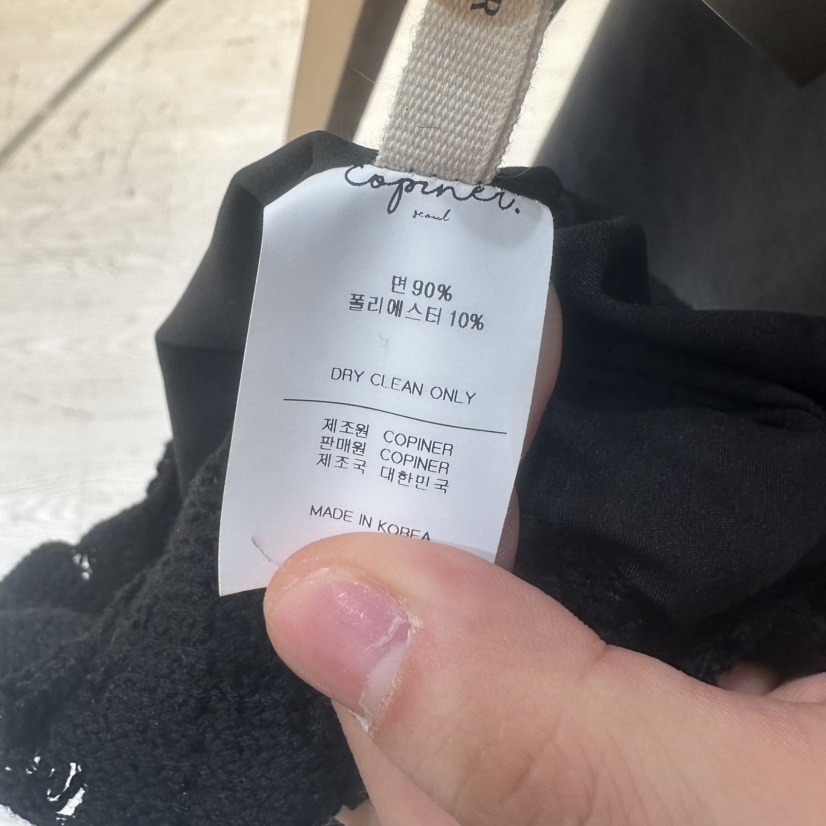 R
copiner.
seoul
면 90%
폴리에스터 10%
DRY CLEAN ONLY
제조원 COPINER
판매원 COPINER
제조국 대한민국
MADE IN KOREA